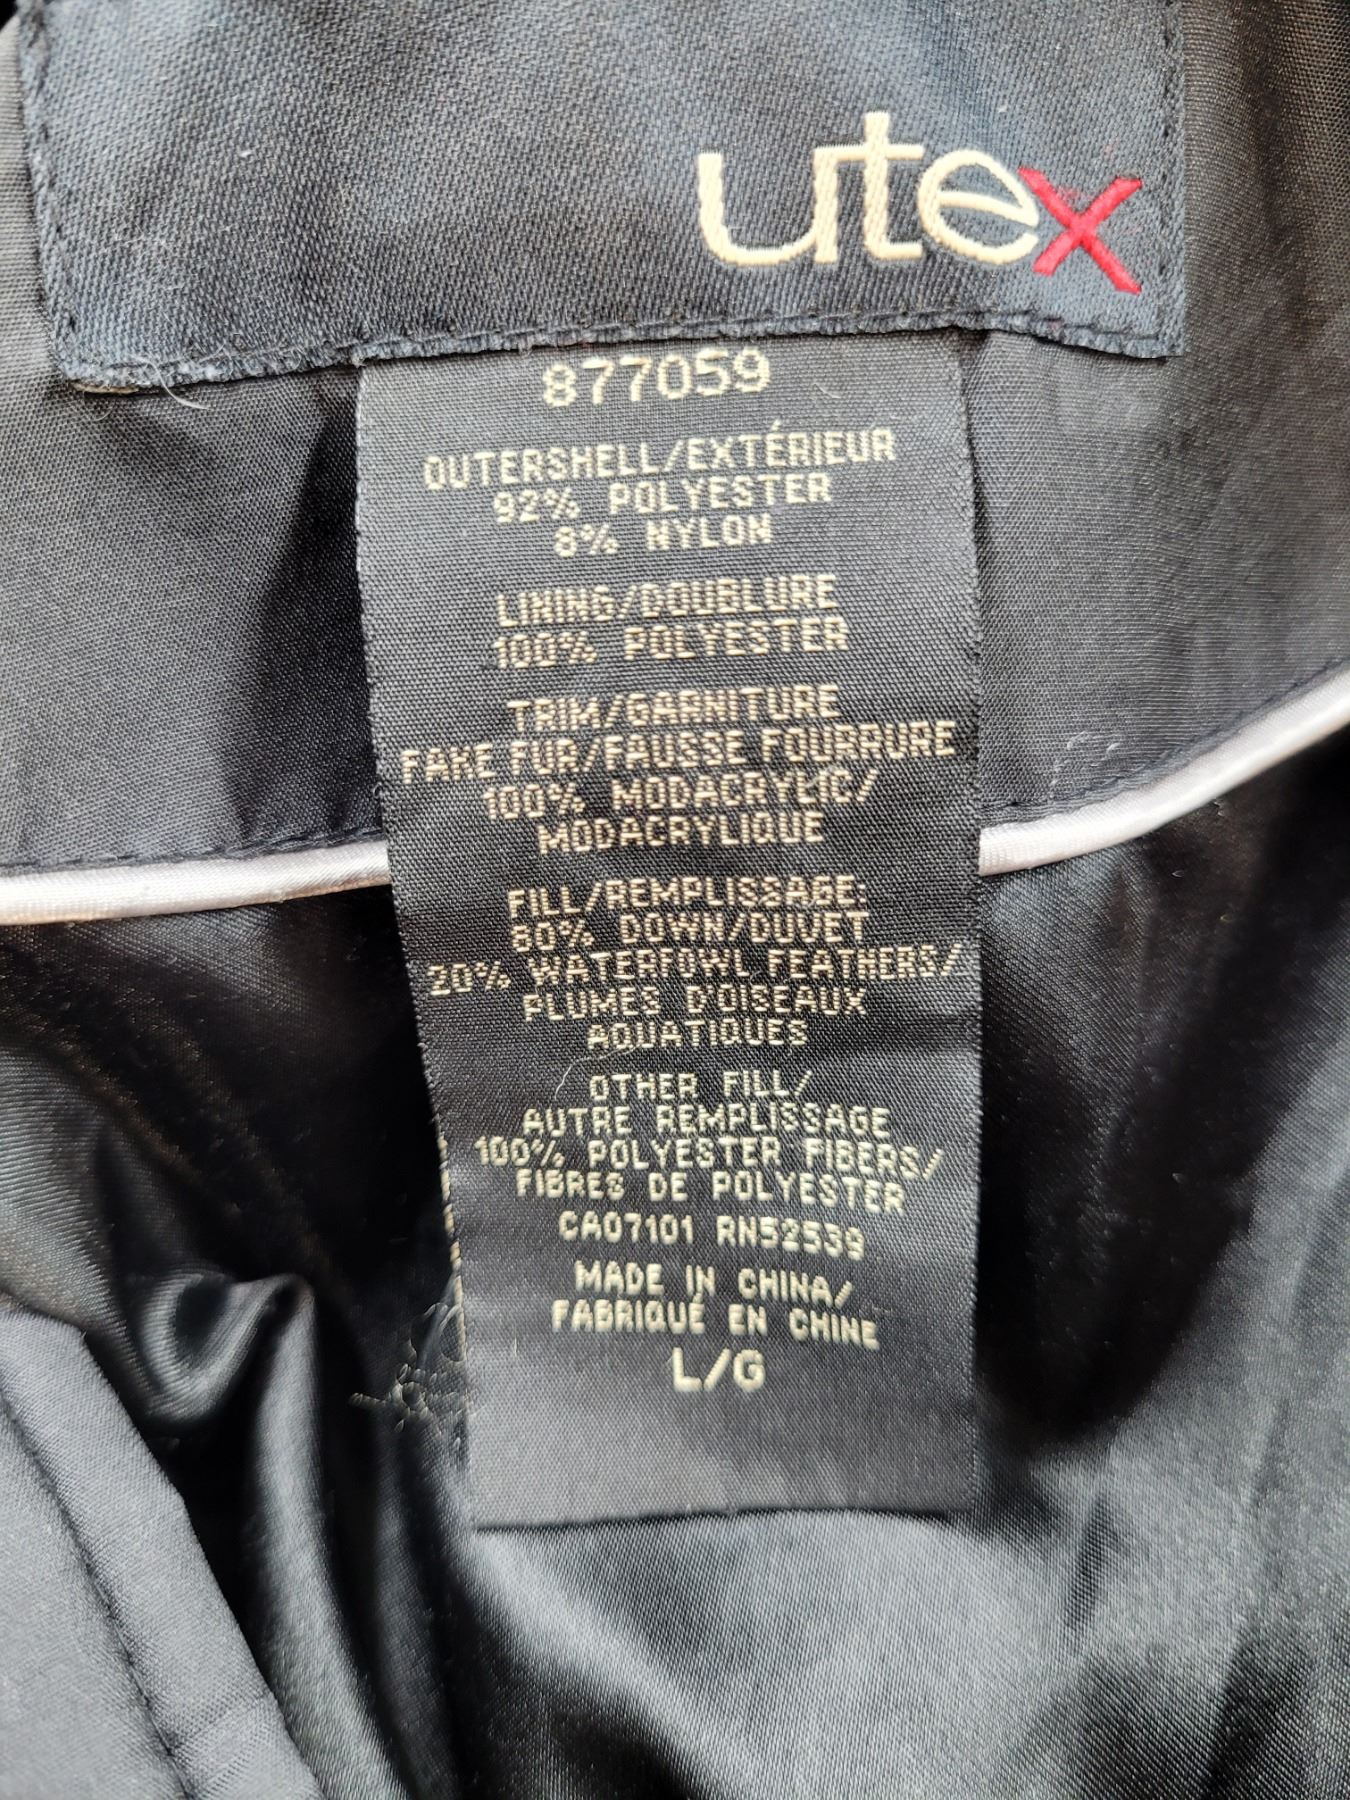 utex
877059
OUTERSHELL/EXTÉRIEUR
92% POLYESTER
8% NYLON
LINING/DOUBLURE
100% POLYESTER
TRIM/GARNITURE
FAKE FUR/FAUSSE FOURRURE
100% MODACRYLIC/
MODACRYLIQUE
FILL/REMPLISSAGE:
80% DOWN/DUVET
20% WATERFOWL FEATHERS/
PLUMES D'OISEAUX
AQUATIQUES
OTHER FILL/
AUTRE REMPLISSAGE
100% POLYESTER FIBERS/
FIBRES DE POLYESTER
CA07101 RN52539
MADE IN CHINA/
FABRIQUÉ EN CHINE
L/G